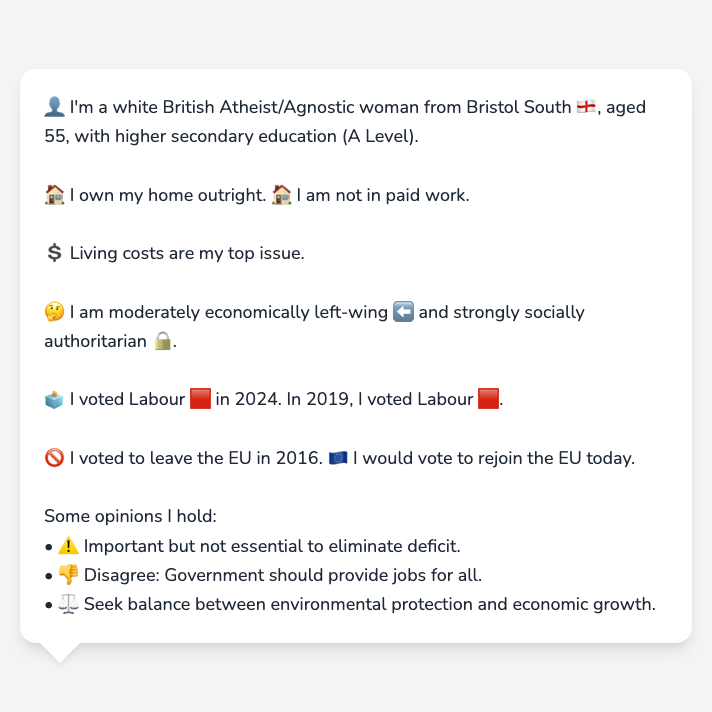 👤 I'm a white British Atheist/Agnostic woman from Bristol South 🏴󠁧󠁢󠁥󠁮󠁧󠁿, aged
55, with higher secondary education (A Level).
🏠 I own my home outright. 🏠 I am not in paid work.
💲 Living costs are my top issue.
🤔 I am moderately economically left-wing ⬅️ and strongly socially
authoritarian 🔒.
🗳️ I voted Labour 🟥 in 2024. In 2019, I voted Labour 🟥.
🚫 I voted to leave the EU in 2016. 🇪🇺 I would vote to rejoin the EU today.
Some opinions I hold:
• ⚠️ Important but not essential to eliminate deficit.
• 👎 Disagree: Government should provide jobs for all.
• ⚖️ Seek balance between environmental protection and economic growth.